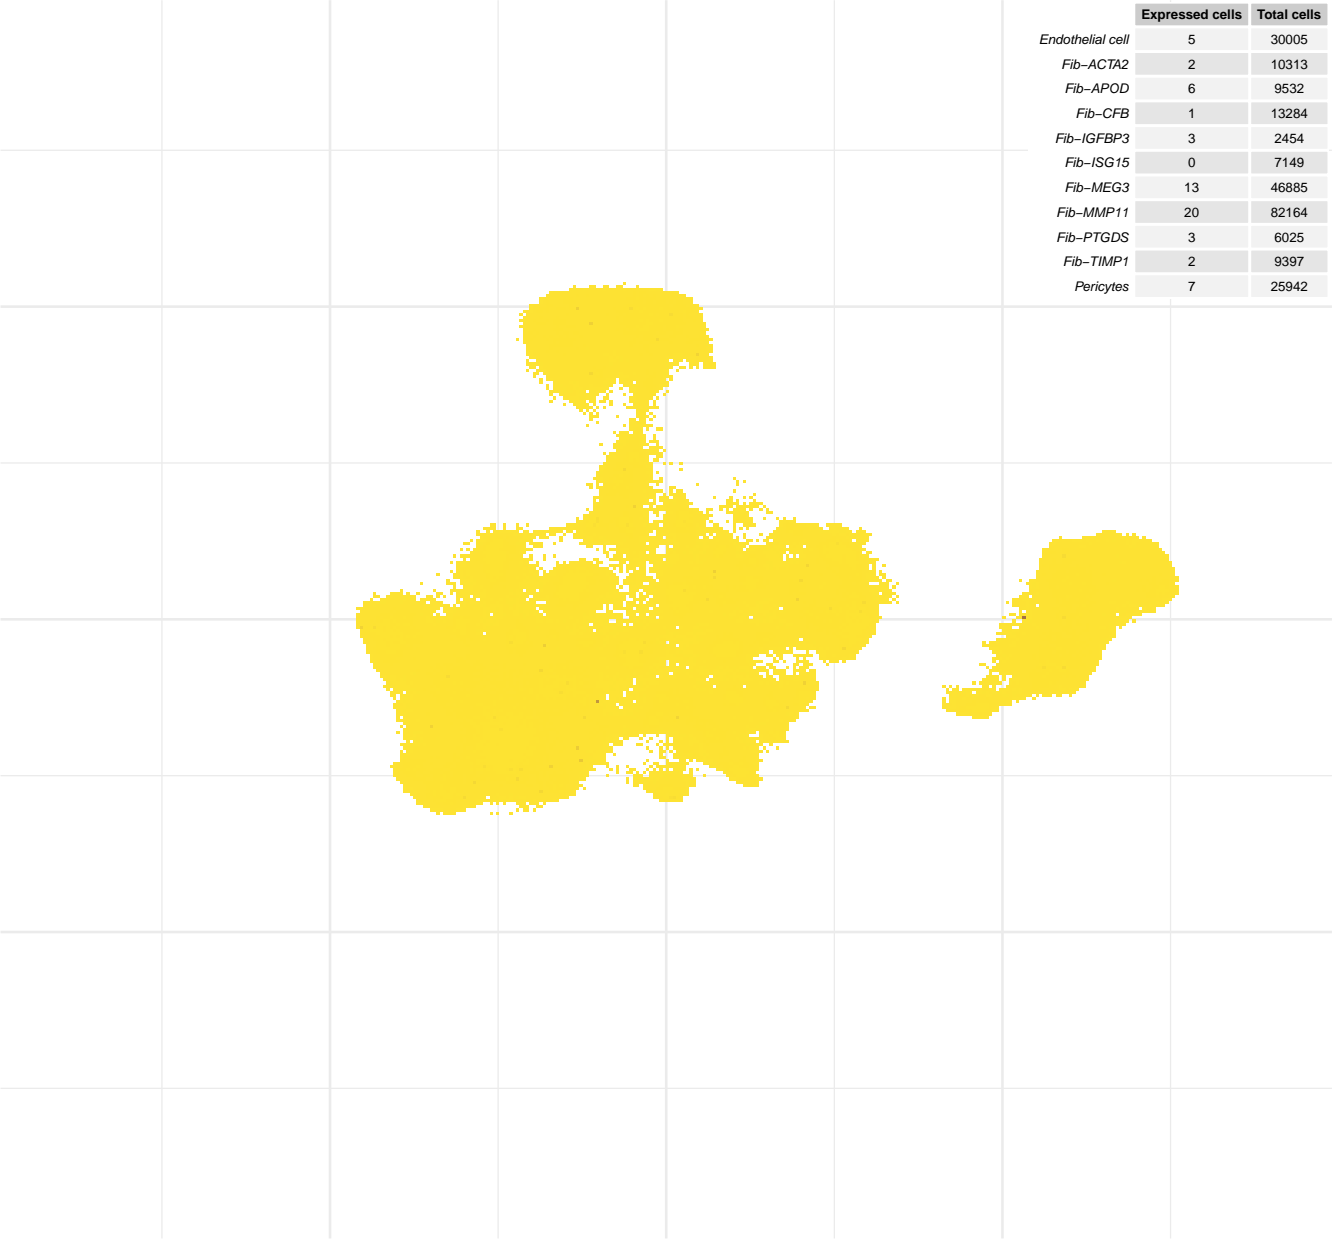 Expressed cells Total cells
Endothelial cell 5 30005
Fib−ACTA2 2 10313
Fib−APOD 6 9532
Fib−CFB 1 13284
Fib−IGFBP3 3 2454
Fib−ISG15 0 7149
Fib−MEG3 13 46885
Fib−MMP11 20 82164
Fib−PTGDS 3 6025
Fib−TIMP1 2 9397
Pericytes 7 25942